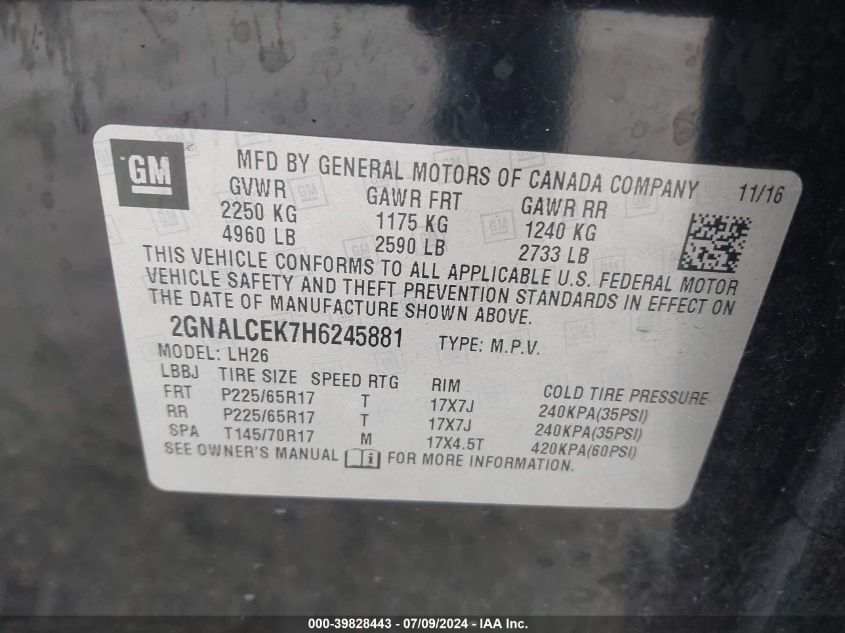 GM
MFD BY GENERAL MOTORS OF CANADA COMPANY 11/16
GVWR GAWR FRT GAWR RR
2250 KG 1175 KG 1240 KG
4960 LB 2590 LB 2733 LB
THIS VEHICLE CONFORMS TO ALL APPLICABLE U.S. FEDERAL MOTOR
VEHICLE SAFETY AND THEFT PREVENTION STANDARDS IN EFFECT ON
THE DATE OF MANUFACTURE SHOWN ABOVE.
2GNALCEK7H6245881 TYPE: M.P.V.
MODEL: LH26
LBBJ TIRE SIZE SPEED RTG RIM COLD TIRE PRESSURE
FRT P225/65R17 T 17X7J 240KPA(35PSI)
RR P225/65R17 T 17X7J 240KPA(35PSI)
SPA T145/70R17 M 17X4.5T 420KPA(60PSI)
SEE OWNER'S MANUAL i FOR MORE INFORMATION.
000-39828443 - 07/09/2024 - IAA Inc.